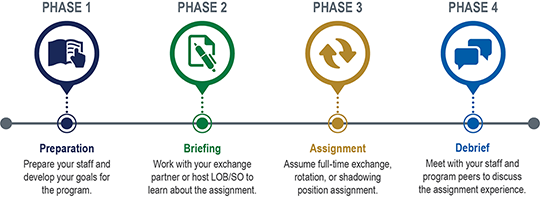 PHASE 1
PHASE 2
PHASE 3
PHASE 4
Preparation
Prepare your staff and
develop your goals for
the program.
Briefing
Work with your exchange
partner or host LOB/SO to
learn about the assignment.
Assignment
Assume full-time exchange,
rotation, or shadowing
position assignment.
Debrief
Meet with your staff and
program peers to discuss
the assignment experience.